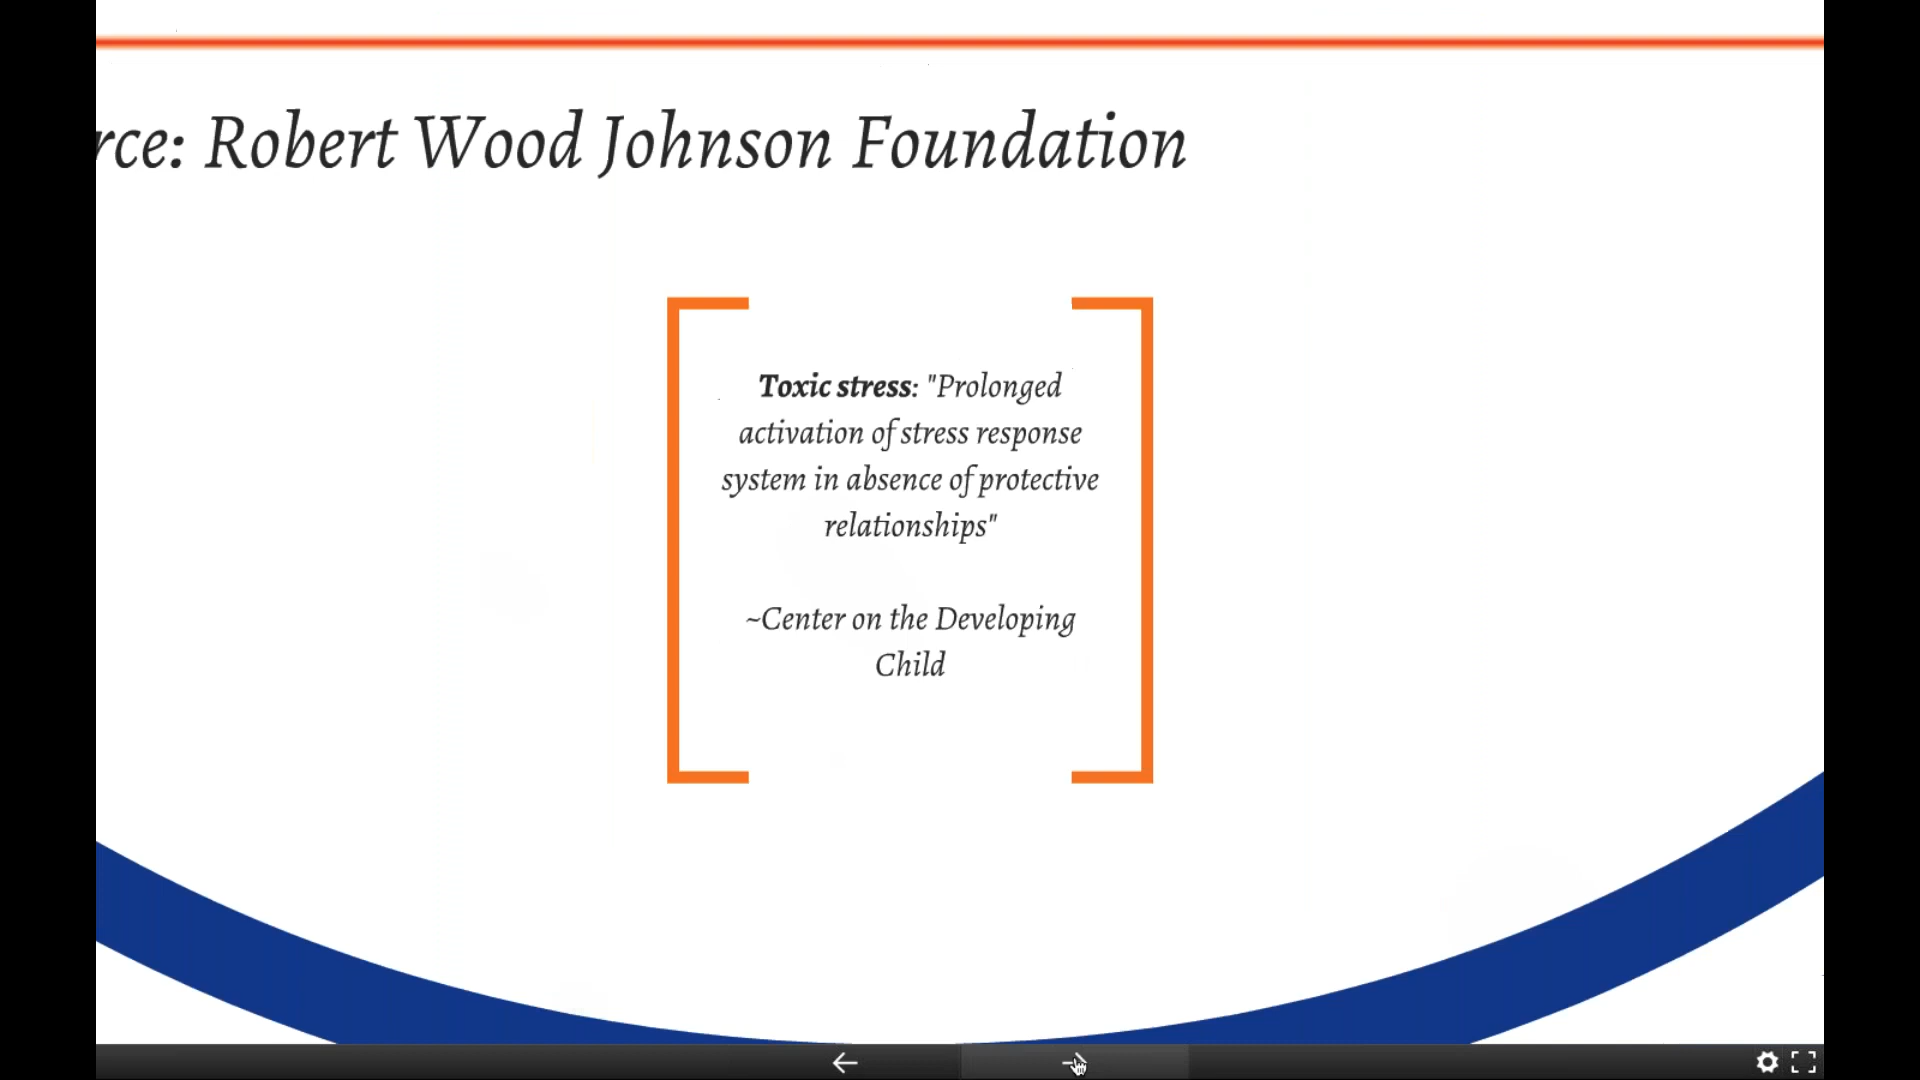 rce: Robert Wood Johnson Foundation
Toxic stress: "Prolonged
activation of stress response
system in absence of protective
relationships"
~Center on the Developing
Child